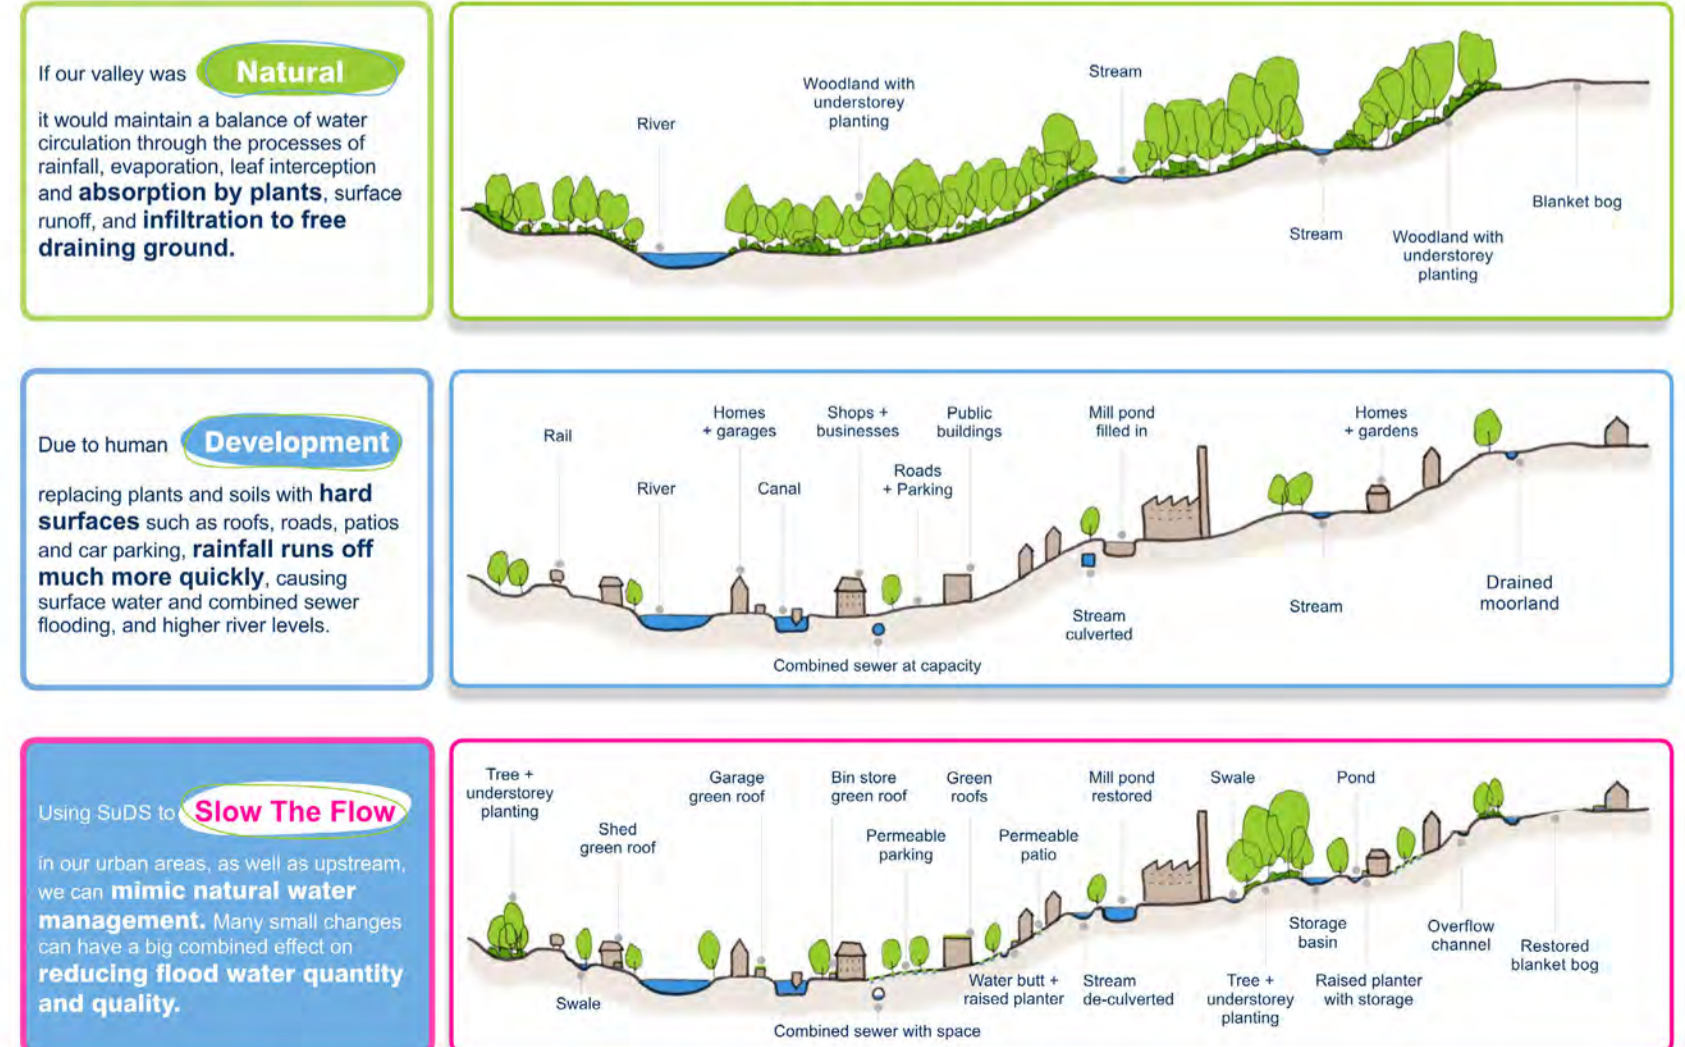 If our valley was Natural
it would maintain a balance of water
circulation through the processes of
rainfall, evaporation, leaf interception
and absorption by plants, surface
runoff, and infiltration to free
draining ground.
River
Woodland with
understorey
planting
Stream
Stream
Woodland with
understorey
planting
Blanket bog
Due to human Development
replacing plants and soils with hard
surfaces such as roofs, roads, patios
and car parking, rainfall runs off
much more quickly, causing
surface water and combined sewer
flooding, and higher river levels.
Rail
River
Homes
+ garages
Canal
Shops +
businesses
Roads
+ Parking
Public
buildings
Mill pond
filled in
Homes
+ gardens
Combined sewer at capacity
Stream
culverted
Stream
Drained
moorland
Using SuDS to Slow The Flow
in our urban areas, as well as upstream,
we can mimic natural water
management. Many small changes
can have a big combined effect on
reducing flood water quantity
and quality.
Tree +
understorey
planting
Shed
green roof
Garage
green roof
Bin store
green roof
Permeable
parking
Green
roofs
Permeable
patio
Mill pond
restored
Swale
Pond
Swale
Combined sewer with space
Water butt +
raised planter
Stream
de-culverted
Tree +
understorey
planting
Storage
basin
Raised planter
with storage
Overflow
channel
Restored
blanket bog